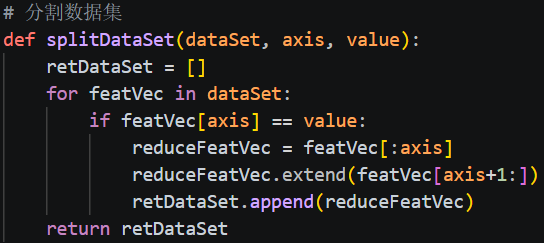 # 分割数据集
def splitDataSet(dataSet, axis, value):
    retDataSet = []
    for featVec in dataSet:
        if featVec[axis] == value:
            reduceFeatVec = featVec[:axis]
            reduceFeatVec.extend(featVec[axis+1:])
            retDataSet.append(reduceFeatVec)
    return retDataSet